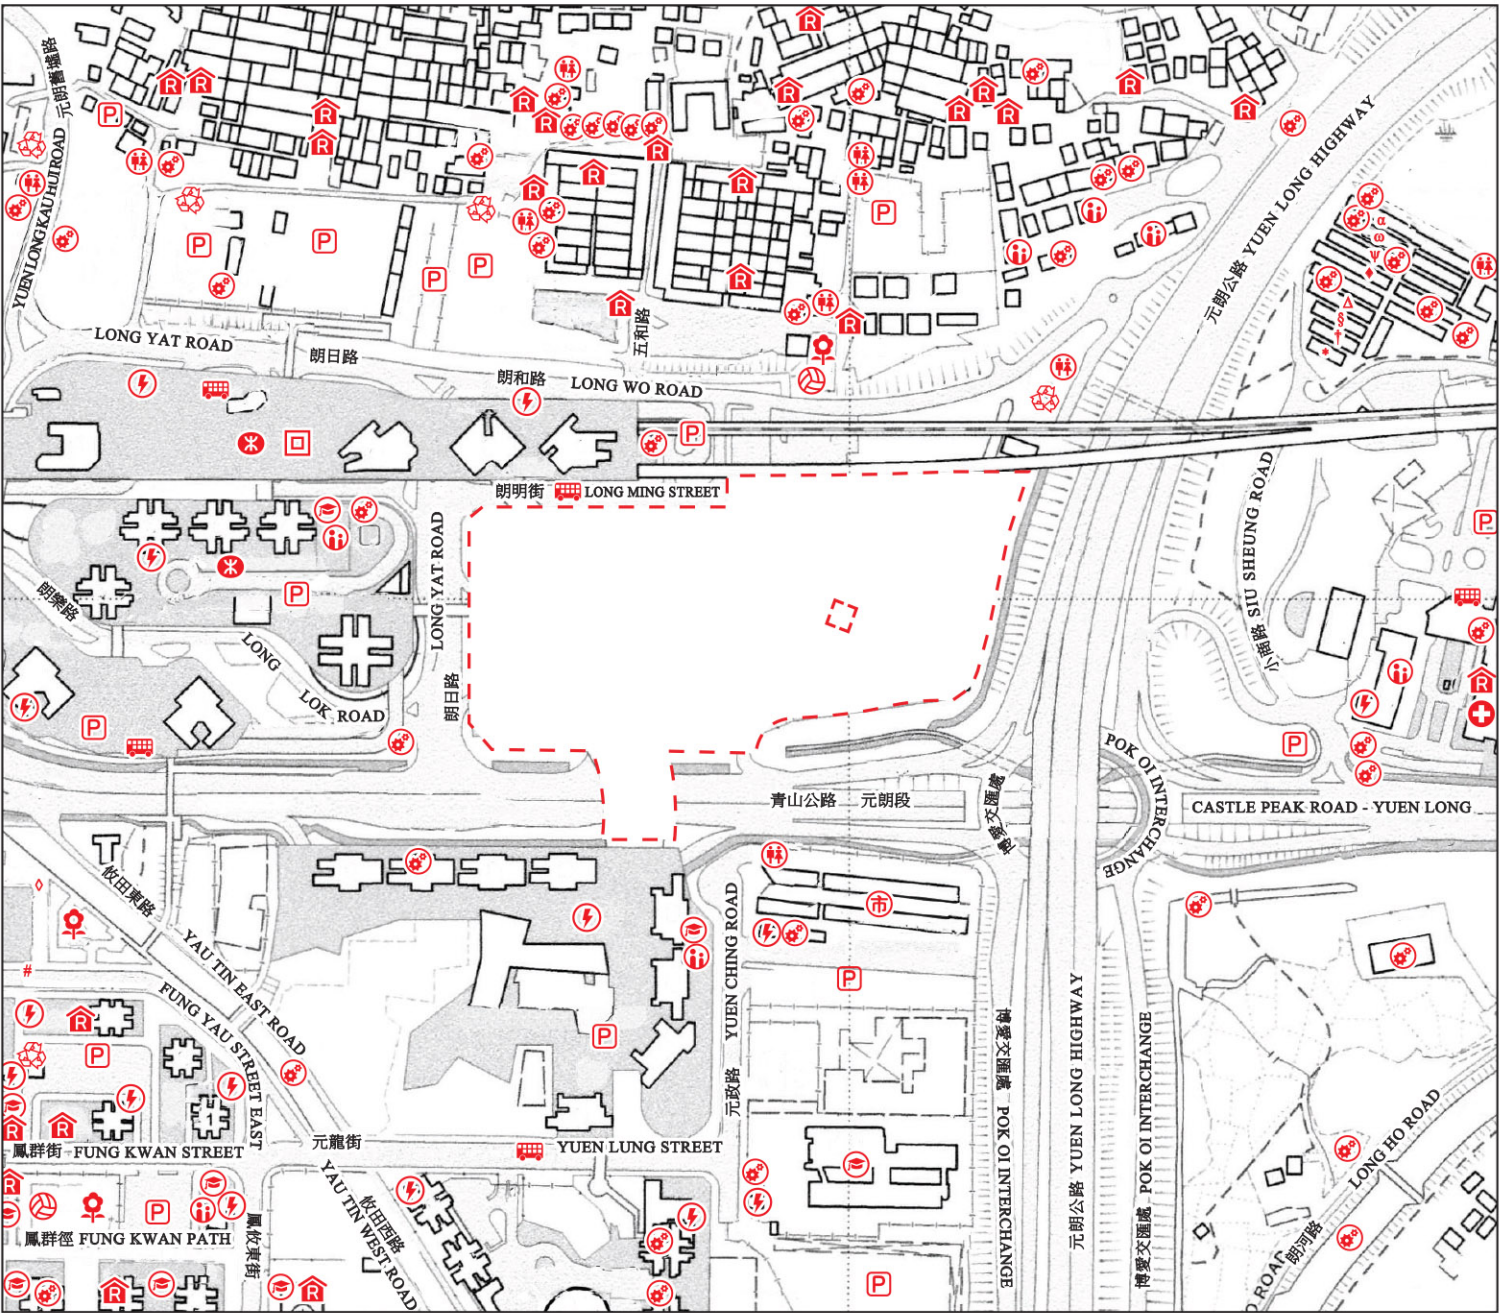 元朗舊墟路
YUEN LONG KAU HUI ROAD
元朗公路 YUEN LONG HIGHWAY
LONG YAT ROAD
朗日路
五和路
朗和路
LONG WO ROAD
朗明街
LONG MING STREET
LONG YAT ROAD
朗日路
朗樂路
LONG LOK ROAD
小商路 SIU SHEUNG ROAD
青山公路 元朗段
CASTLE PEAK ROAD - YUEN LONG
博愛交匯處
POK OI INTERCHANGE
攸田東路
YAU TIN EAST ROAD
FUNG YAU STREET EAST
YUEN CHING ROAD
元政路
博愛交匯處 POK OI INTERCHANGE
元朗公路 YUEN LONG HIGHWAY
博愛交匯處 POK OI INTERCHANGE
鳳群街 FUNG KWAN STREET
元龍街
YUEN LUNG STREET
LONG HO ROAD
朗河路
鳳群徑 FUNG KWAN PATH
鳳攸東街
攸田西路
YAU TIN WEST ROAD
市
α
ω
ψ
♦
Δ
§
†
*
◊
#
P
R